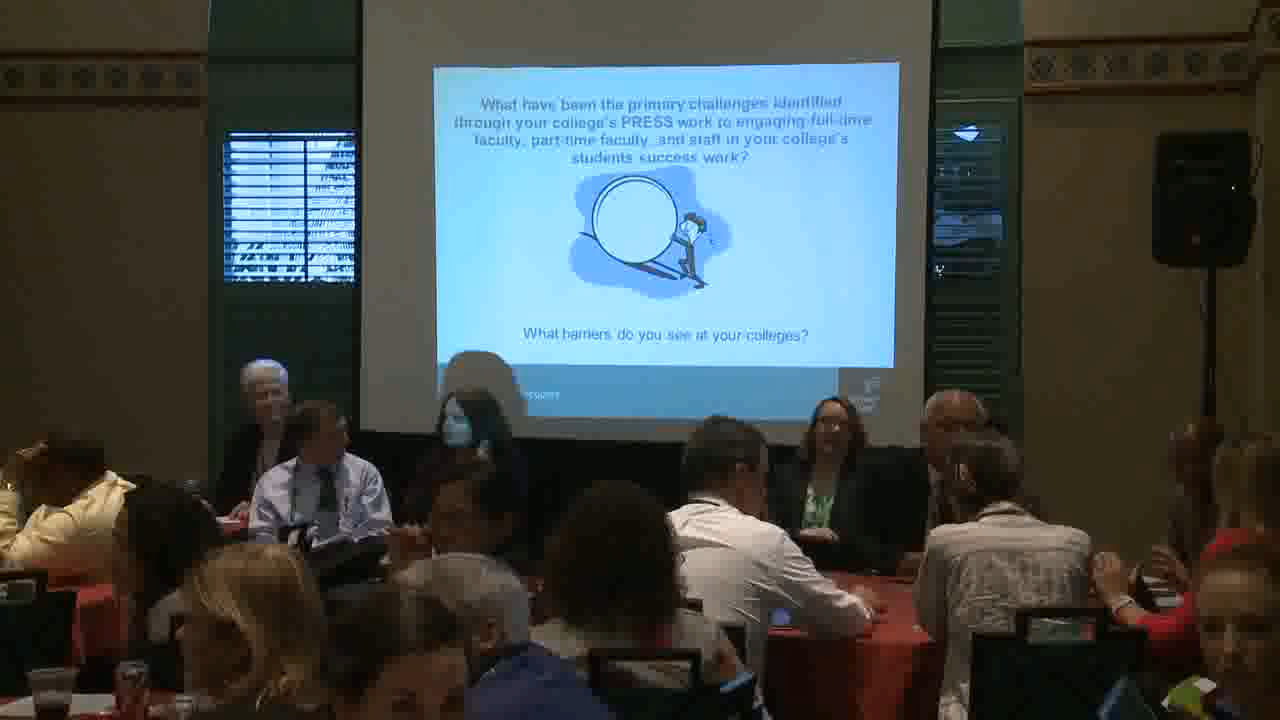 What have been the primary challenges identified
through your college's PRESS work to engaging full-time
faculty, part-time faculty, and staff in your college's
students success work?
What barriers do you see at your colleges?